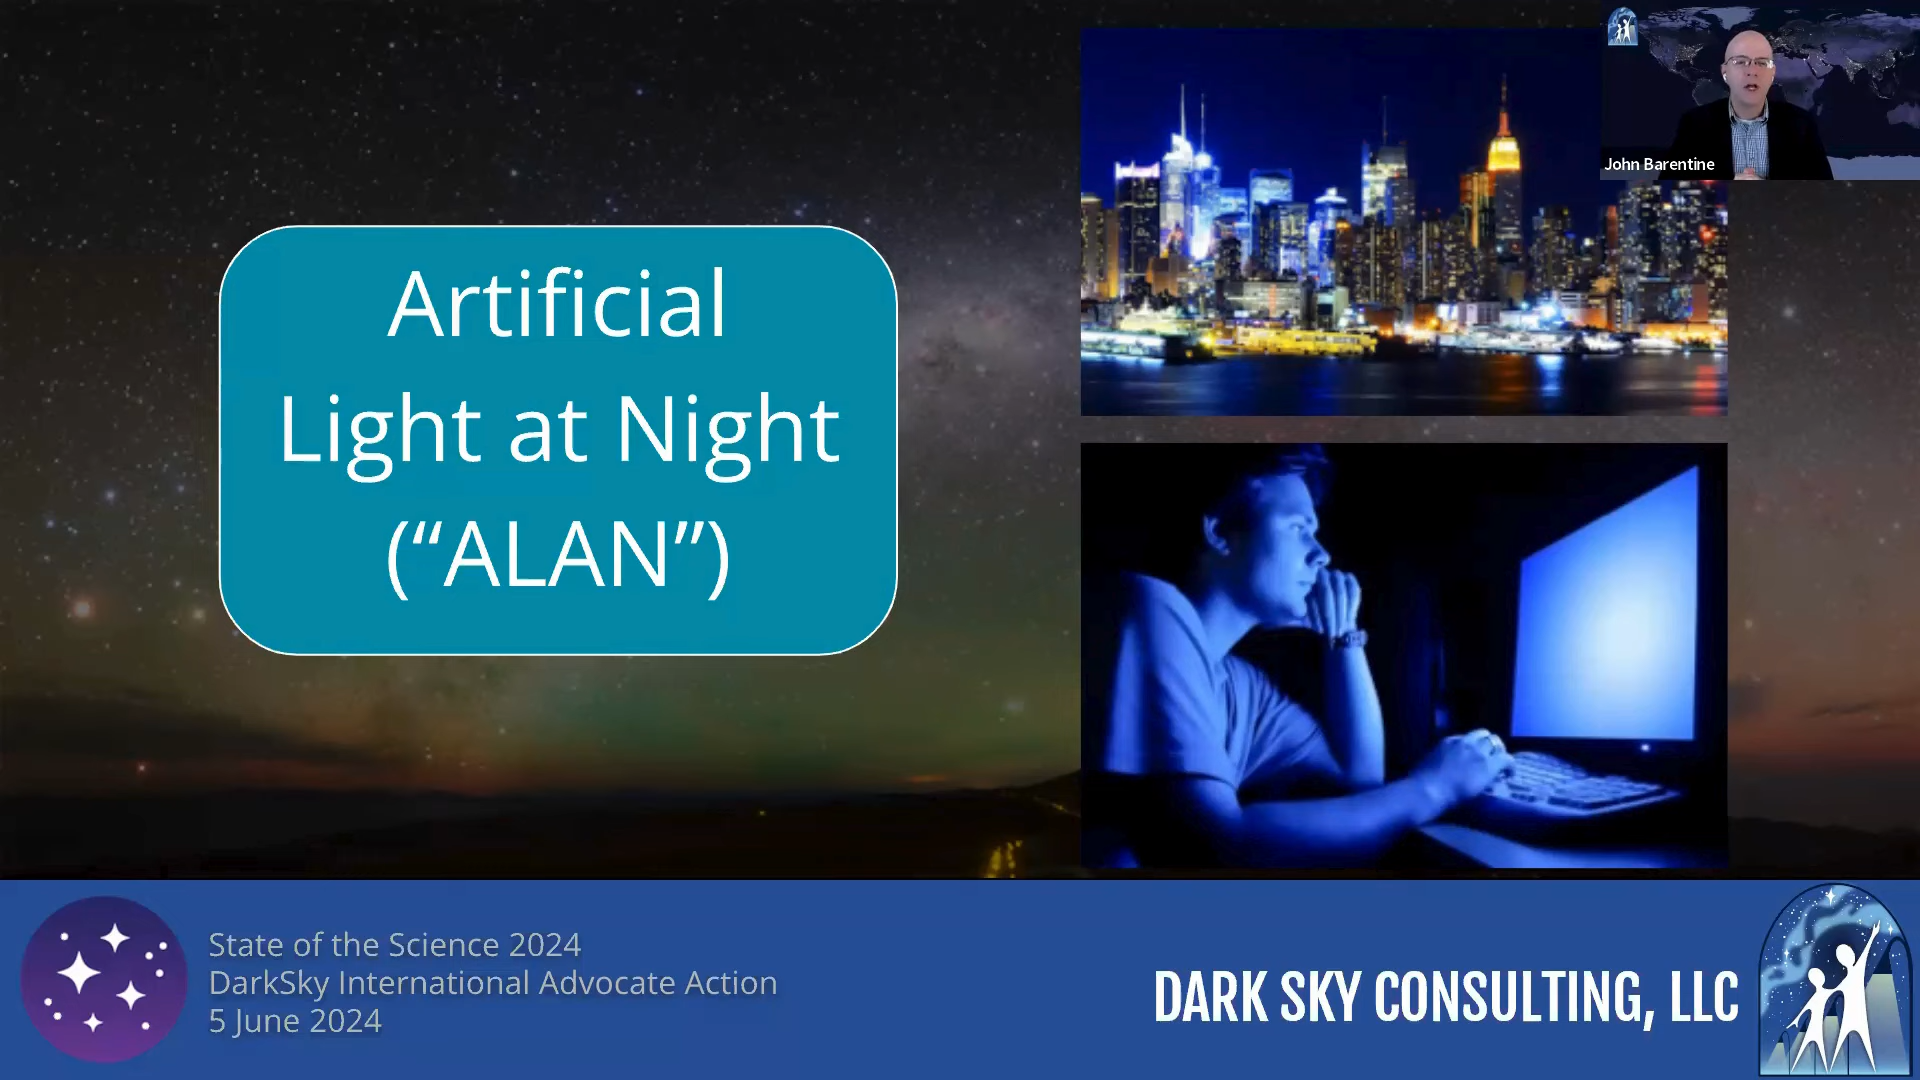 Artificial
Light at Night
(“ALAN”)
John Barentine
State of the Science 2024
DarkSky International Advocate Action
5 June 2024
DARK SKY CONSULTING, LLC